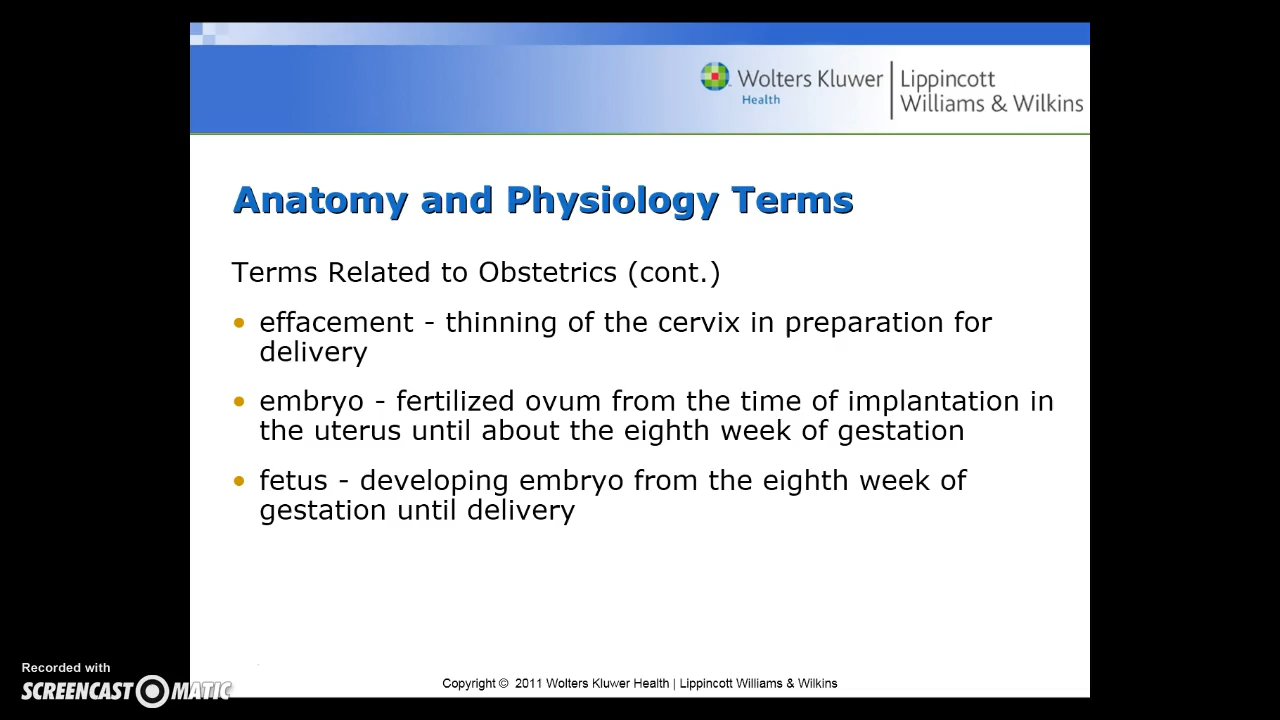 Wolters Kluwer
Health
Lippincott
Williams & Wilkins
Anatomy and Physiology Terms
Terms Related to Obstetrics (cont.)
• effacement - thinning of the cervix in preparation for
delivery
• embryo - fertilized ovum from the time of implantation in
the uterus until about the eighth week of gestation
• fetus - developing embryo from the eighth week of
gestation until delivery
Recorded with
SCREENCAST-O-MATIC
Copyright © 2011 Wolters Kluwer Health | Lippincott Williams & Wilkins